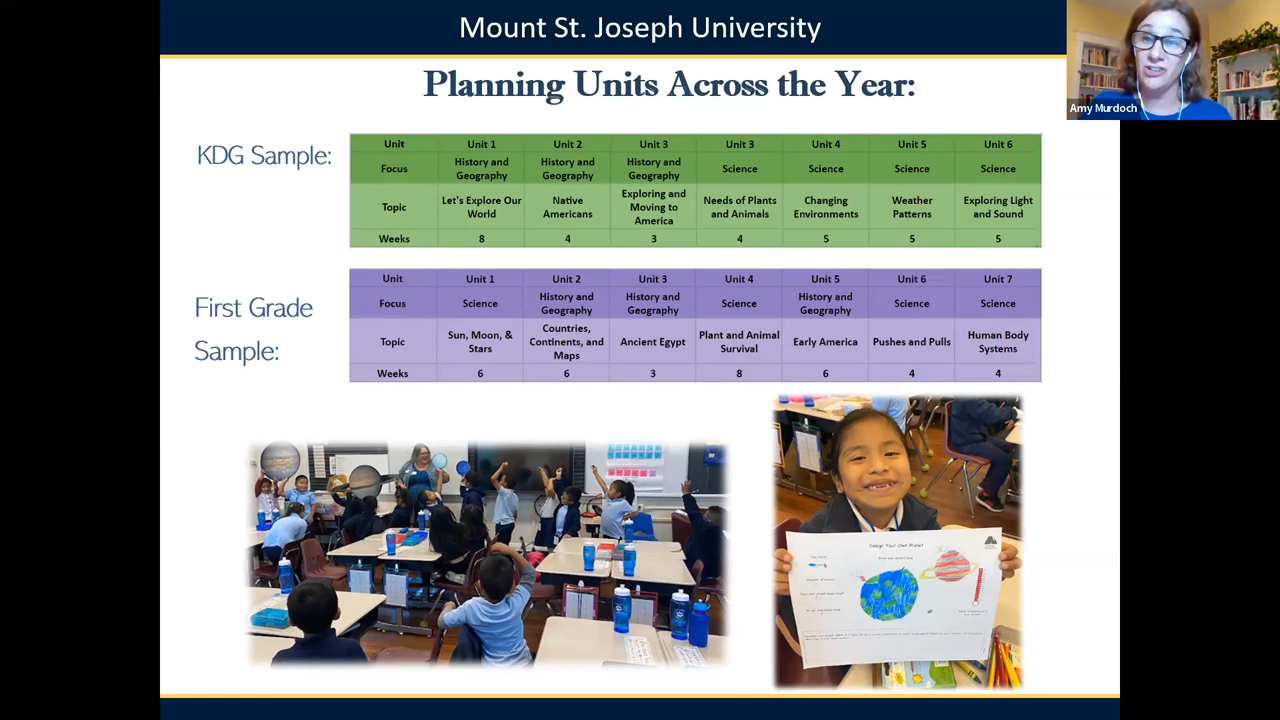 Mount St. Joseph University
Amy Murdoch
Planning Units Across the Year:
KDG Sample:
Unit Unit 1 Unit 2 Unit 3 Unit 3 Unit 4 Unit 5 Unit 6
Focus History and Geography History and Geography History and Geography Science Science Science Science
Topic Let's Explore Our World Native Americans Exploring and Moving to America Needs of Plants and Animals Changing Environments Weather Patterns Exploring Light and Sound
Weeks 8 4 3 4 5 5 5
First Grade
Sample:
Unit Unit 1 Unit 2 Unit 3 Unit 4 Unit 5 Unit 6 Unit 7
Focus Science History and Geography History and Geography Science History and Geography Science Science
Topic Sun, Moon, & Stars Countries, Continents, and Maps Ancient Egypt Plant and Animal Survival Early America Pushes and Pulls Human Body Systems
Weeks 6 6 3 8 6 4 4
Design Your Own Planet